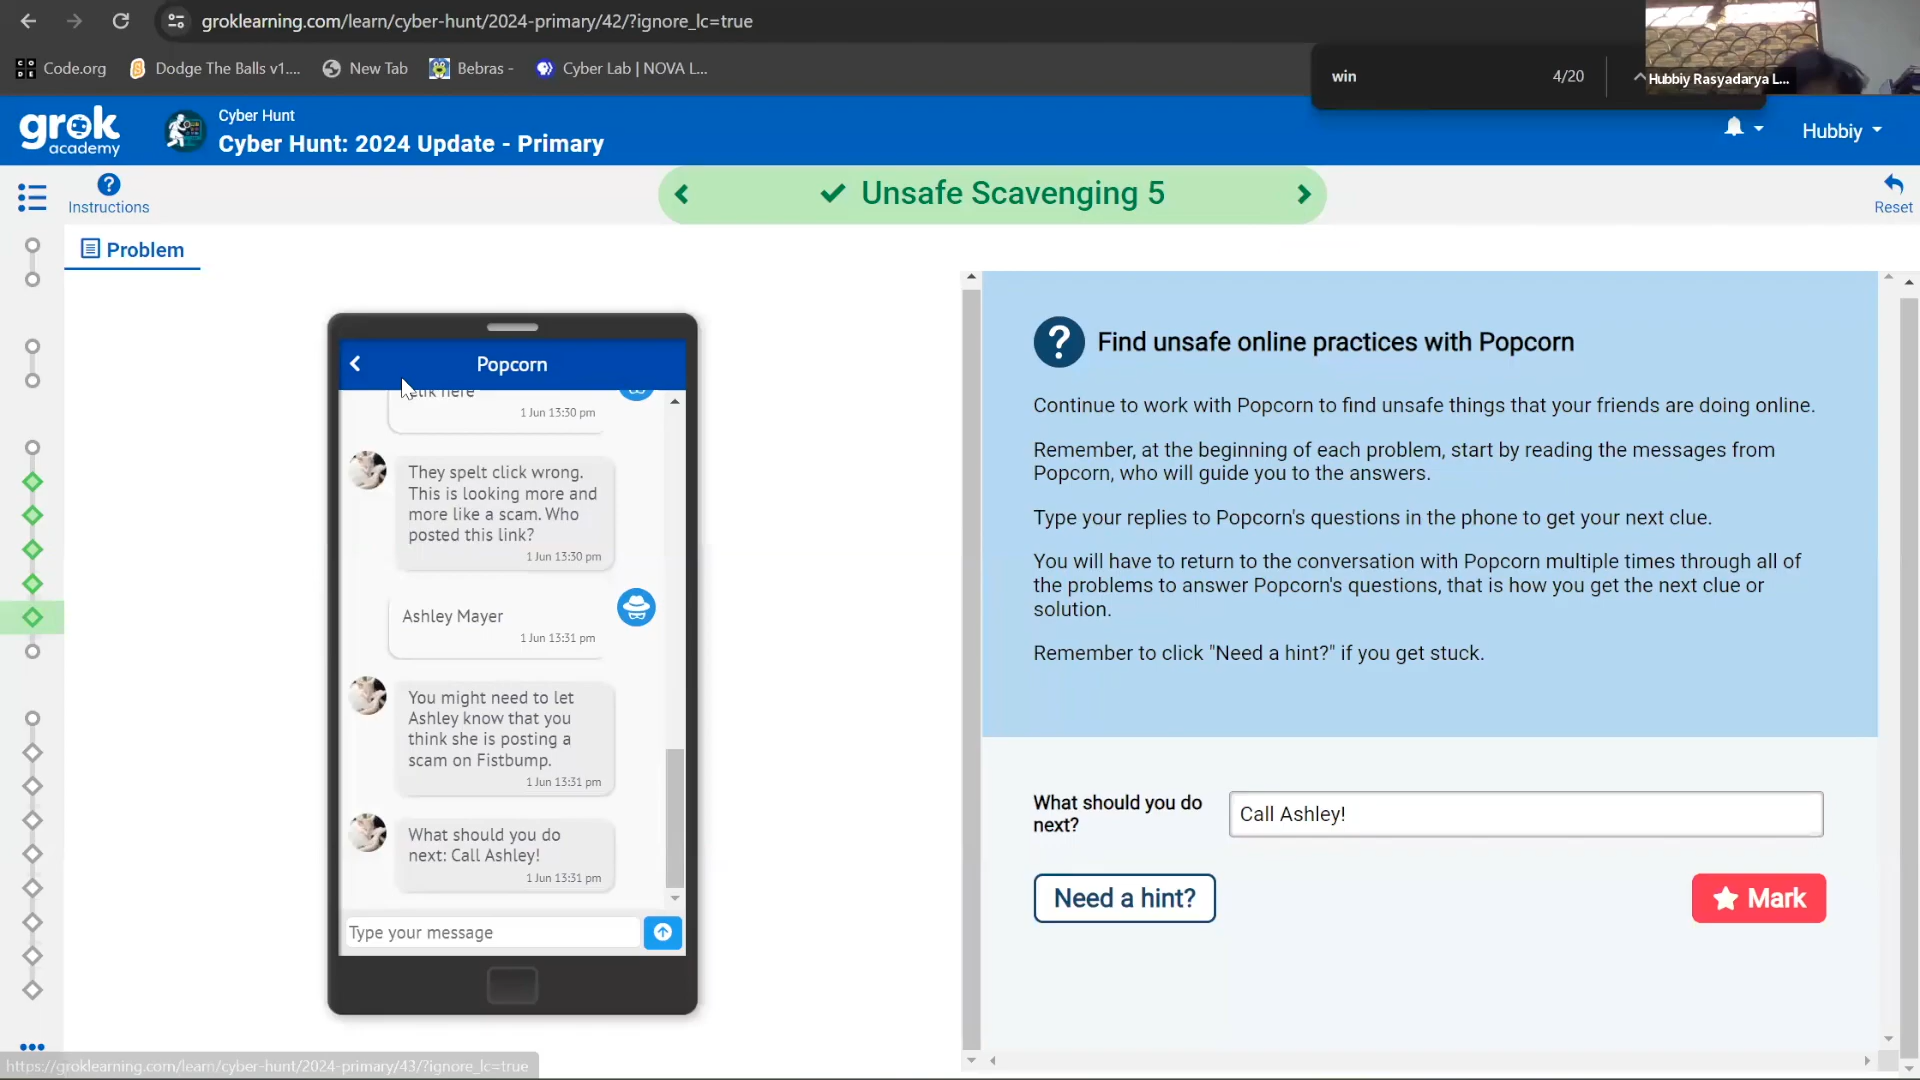 groklearning.com/learn/cyber-hunt/2024-primary/42/?ignore_lc=true
CODE
Code.org
Dodge The Balls v1....
New Tab
Bebras -
Cyber Lab | NOVA L...
win
4/20
Hubbiy Rasyadarya L...
grok
academy
Cyber Hunt
Cyber Hunt: 2024 Update - Primary
Hubbiy
Instructions
Unsafe Scavenging 5
Reset
Problem
Popcorn
here
1 Jun 13:30 pm
They spelt click wrong.
This is looking more and
more like a scam. Who
posted this link?
1 Jun 13:30 pm
Ashley Mayer
1 Jun 13:31 pm
You might need to let
Ashley know that you
think she is posting a
scam on Fistbump.
1 Jun 13:31 pm
What should you do
next: Call Ashley!
1 Jun 13:31 pm
Type your message
Find unsafe online practices with Popcorn
Continue to work with Popcorn to find unsafe things that your friends are doing online.
Remember, at the beginning of each problem, start by reading the messages from
Popcorn, who will guide you to the answers.
Type your replies to Popcorn's questions in the phone to get your next clue.
You will have to return to the conversation with Popcorn multiple times through all of
the problems to answer Popcorn's questions, that is how you get the next clue or
solution.
Remember to click "Need a hint?" if you get stuck.
What should you do
next?
Call Ashley!
Need a hint?
Mark
https://groklearning.com/learn/cyber-hunt/2024-primary/43/?ignore_lc=true